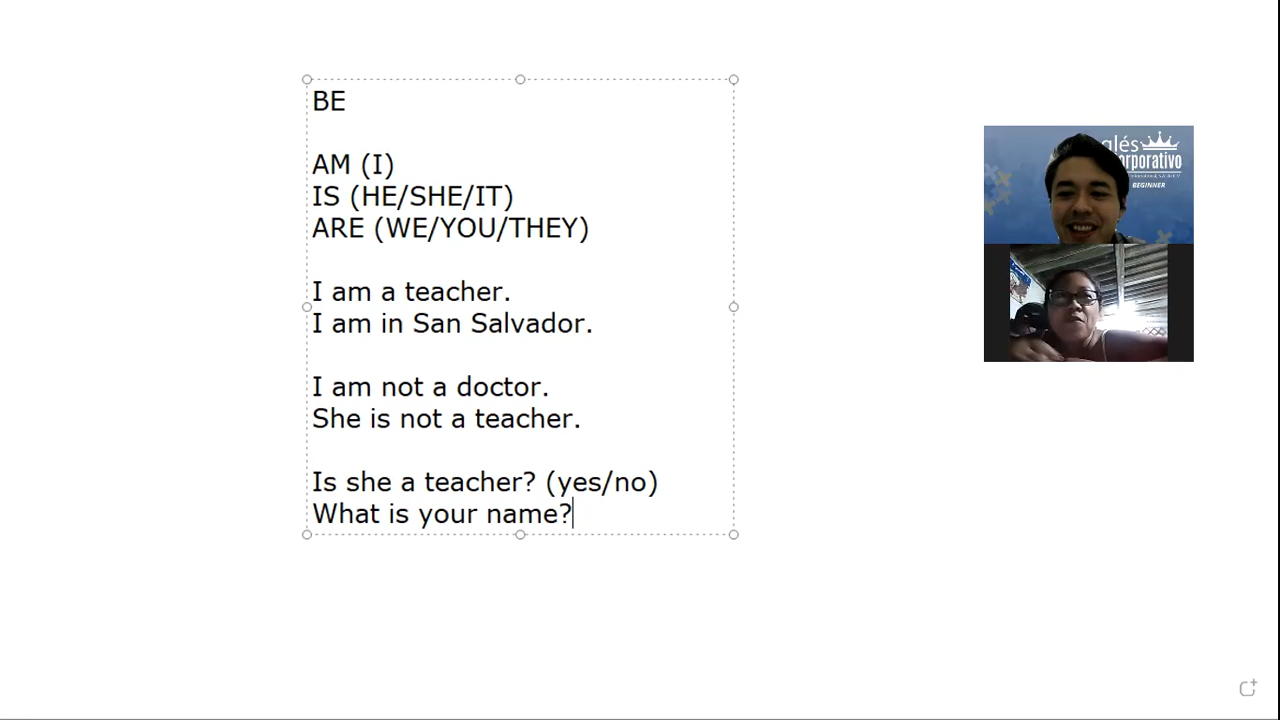 BE
AM (I)
IS (HE/SHE/IT)
ARE (WE/YOU/THEY)
I am a teacher.
I am in San Salvador.
I am not a doctor.
She is not a teacher.
Is she a teacher? (yes/no)
What is your name?
glés
orporativo
BEGINNER